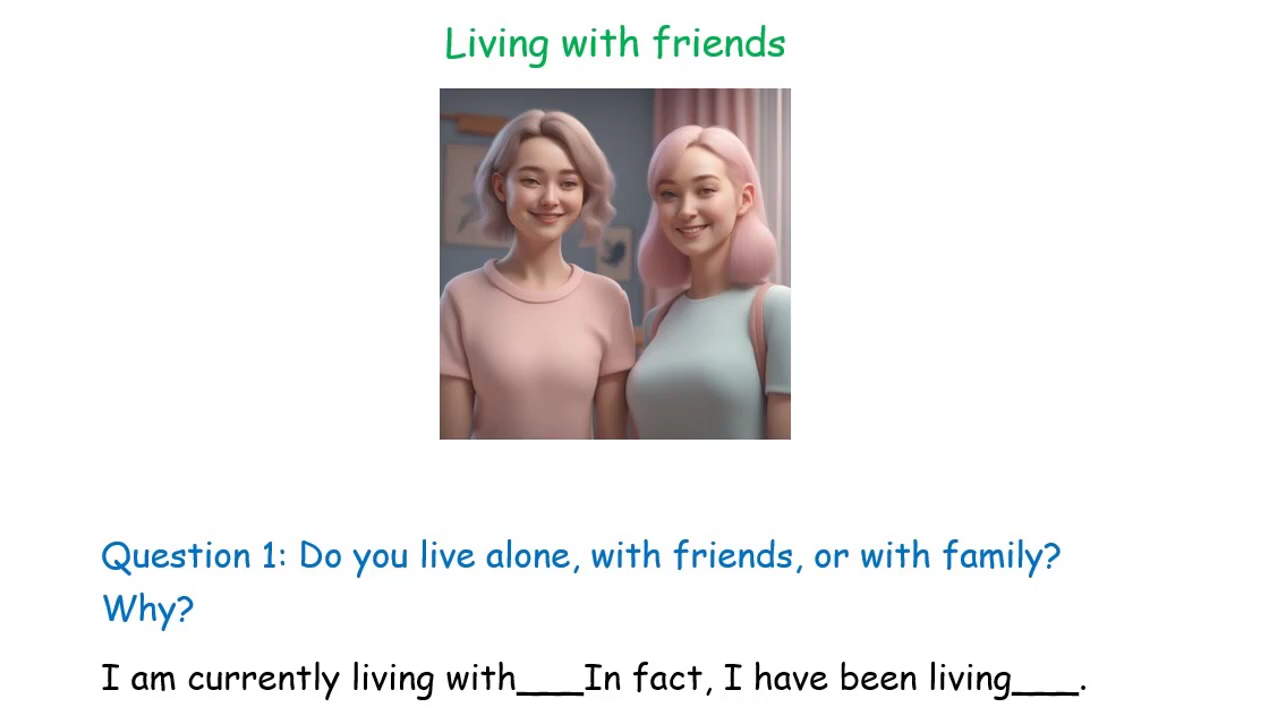 Living with friends
Question 1: Do you live alone, with friends, or with family?
Why?
I am currently living with___In fact, I have been living___.